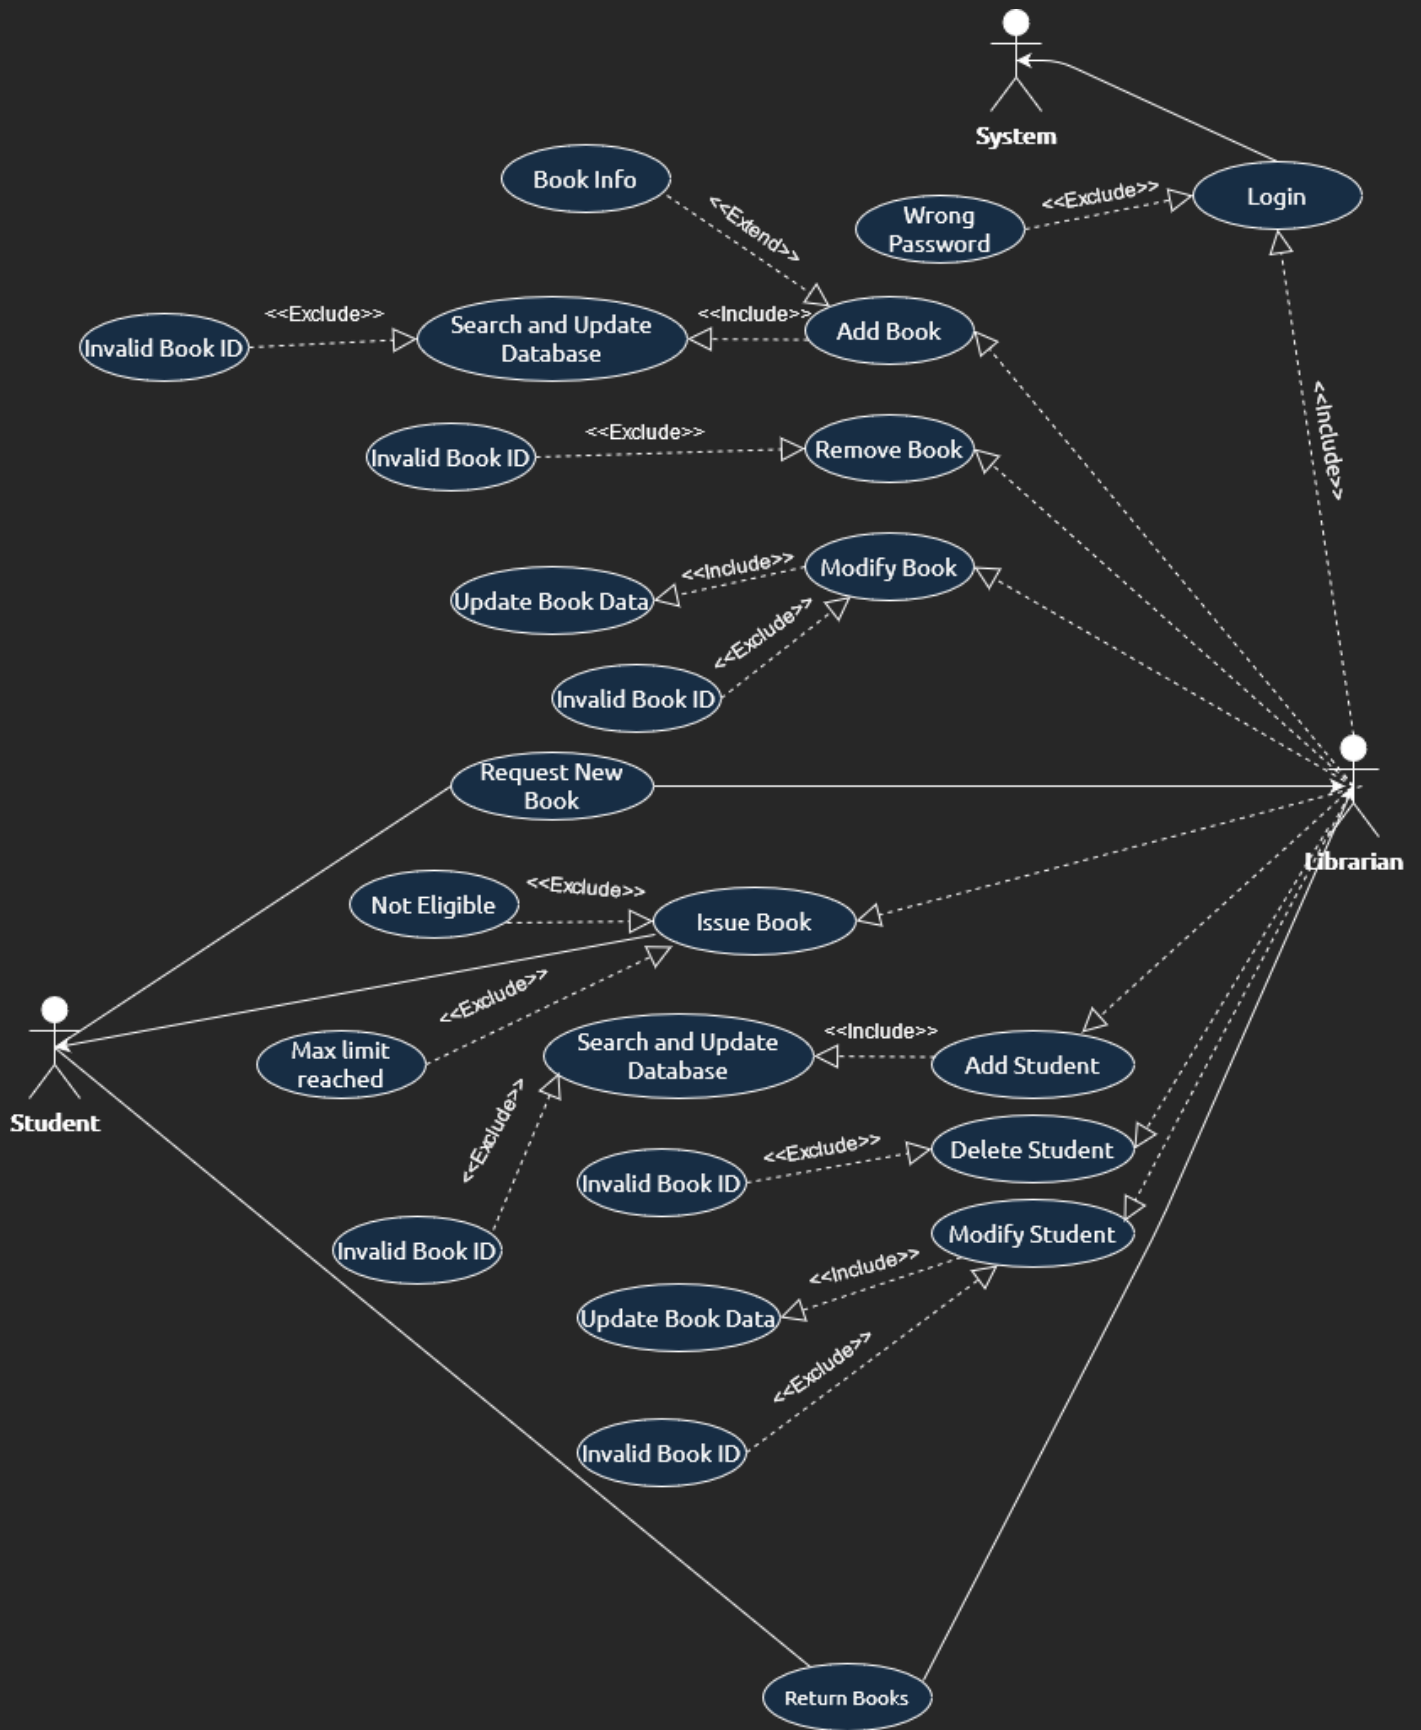 System
Book Info
<<Extend>>
Wrong
Password
<<Exclude>>
Login
Invalid Book ID
<<Exclude>>
Search and Update
Database
<<Include>>
Add Book
<<Include>>
Invalid Book ID
<<Exclude>>
Remove Book
Update Book Data
<<Include>>
Modify Book
<<Exclude>>
Invalid Book ID
Request New
Book
Librarian
Not Eligible
<<Exclude>>
Issue Book
<<Exclude>>
Max limit
reached
Student
Search and Update
Database
<<Include>>
Add Student
<<Exclude>>
Invalid Book ID
<<Exclude>>
Delete Student
Invalid Book ID
Modify Student
<<Include>>
Update Book Data
<<Exclude>>
Invalid Book ID
Return Books